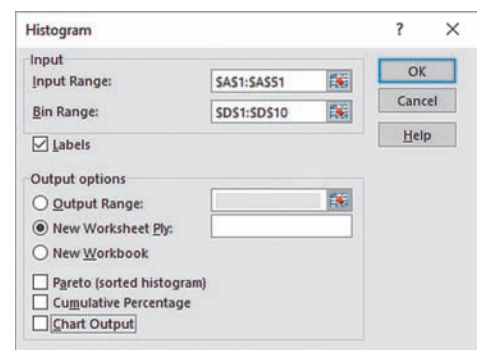 Histogram ? ×
Input
Input Range: $A$1:$A$51 OK
Bin Range: $D$1:$D$10 Cancel
Labels Help
Output options
Output Range:
New Worksheet Ply:
New Workbook
Pareto (sorted histogram)
Cumulative Percentage
Chart Output